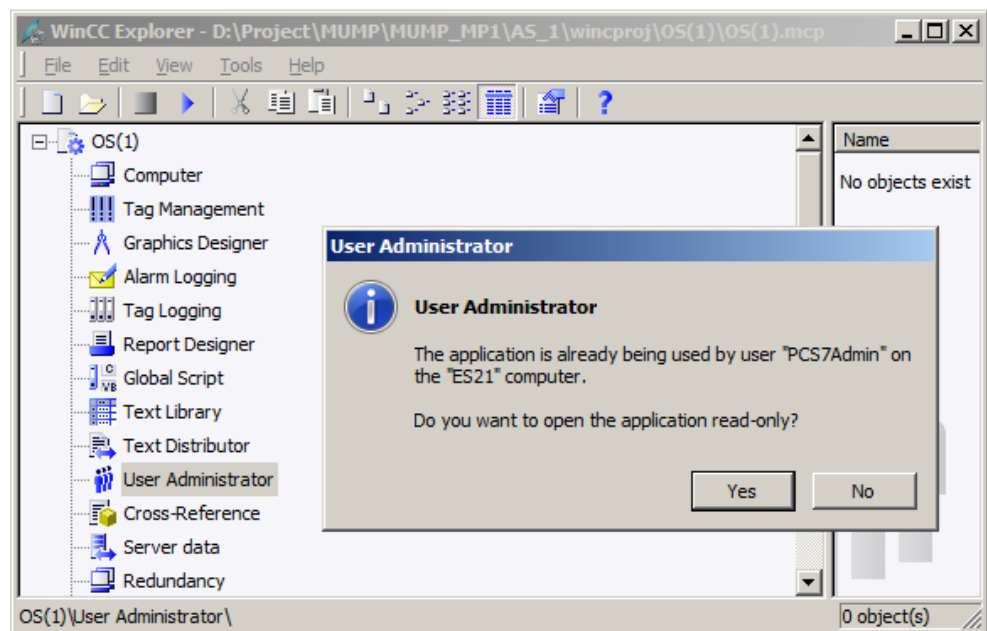 WinCC Explorer - D:\Project\MUMP\MUMP_MP1\AS_1\wincproj\OS(1)\OS(1).mcp
File Edit View Tools Help
OS(1)
Computer
Tag Management
Graphics Designer
Alarm Logging
Tag Logging
Report Designer
Global Script
Text Library
Text Distributor
User Administrator
Cross-Reference
Server data
Redundancy
Name
No objects exist
User Administrator
User Administrator
The application is already being used by user "PCS7Admin" on
the "ES21" computer.
Do you want to open the application read-only?
Yes No
OS(1)\User Administrator\
0 object(s)